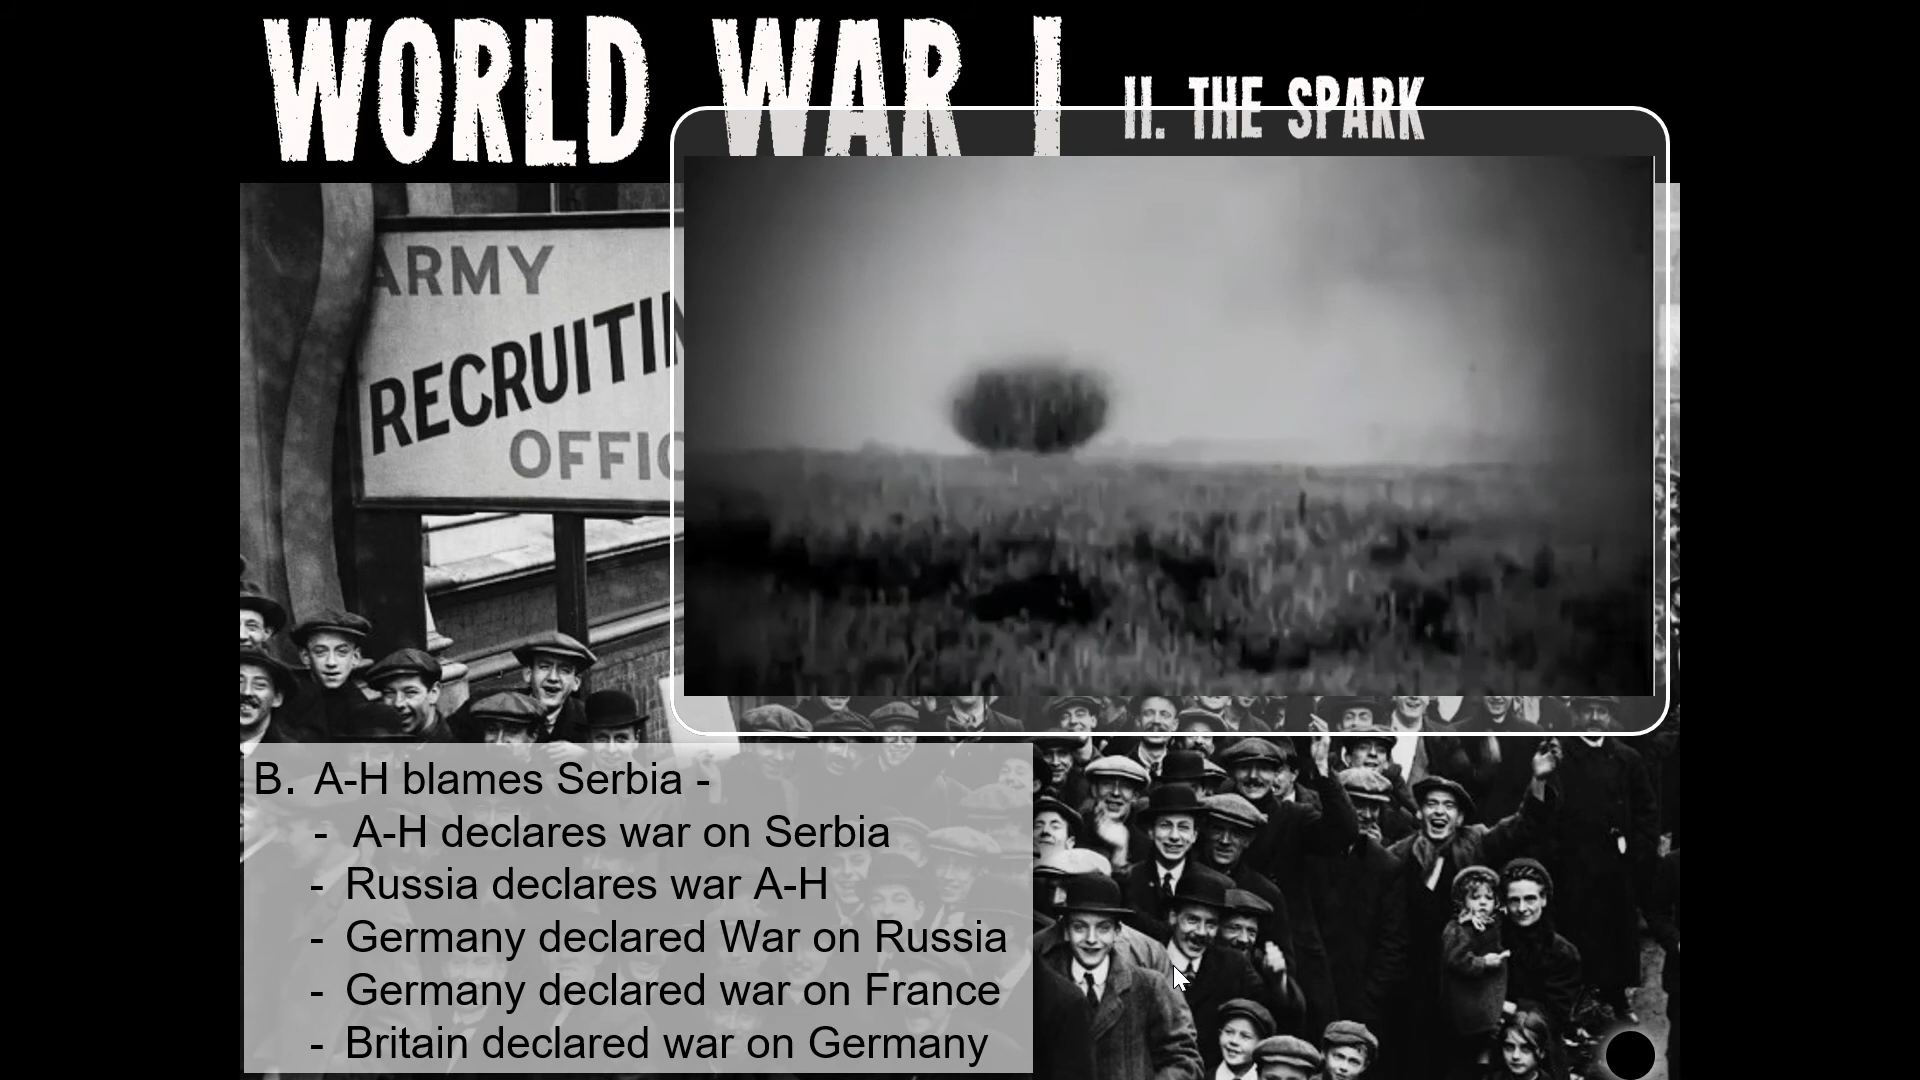 WORLD WAR I
II. THE SPARK
ARMY
RECRUITI
OFFIC
B. A-H blames Serbia -
- A-H declares war on Serbia
- Russia declares war A-H
- Germany declared War on Russia
- Germany declared war on France
- Britain declared war on Germany